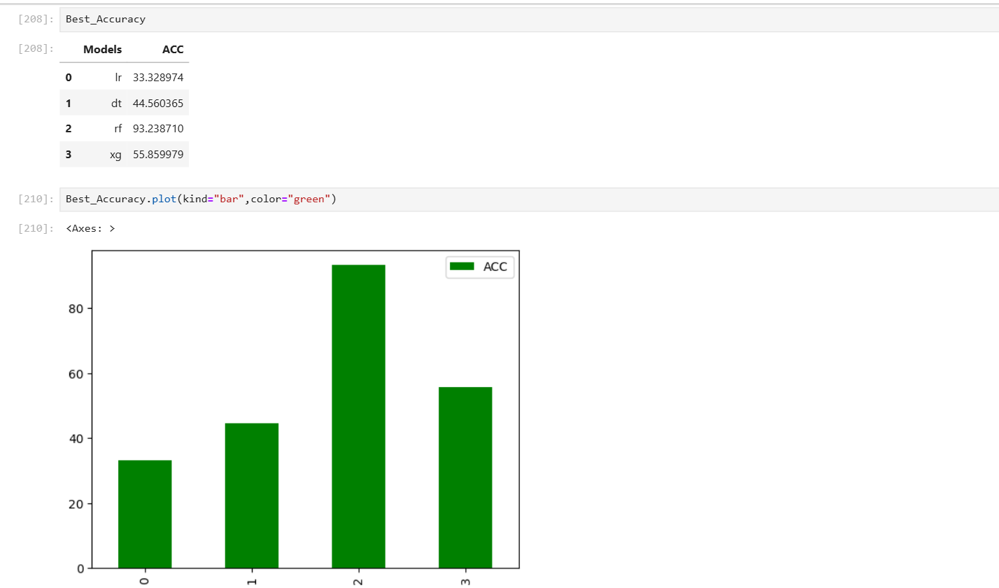 [208]: Best_Accuracy
[208]: Models ACC
0 lr 33.328974
1 dt 44.560365
2 rf 93.238710
3 xg 55.859979
[210]: Best_Accuracy.plot(kind="bar",color="green")
[210]: <Axes: >
ACC
80
60
40
20
0
0 1 2 3